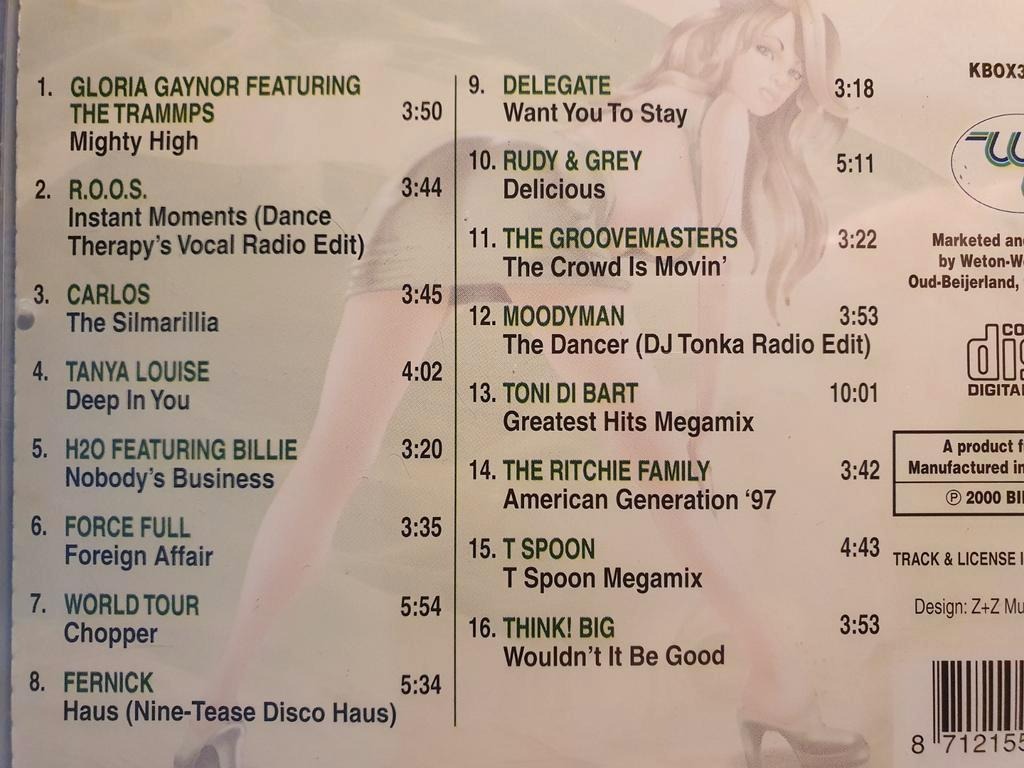 1. GLORIA GAYNOR FEATURING
THE TRAMMPS 3:50
Mighty High
2. R.O.O.S. 3:44
Instant Moments (Dance
Therapy's Vocal Radio Edit)
3. CARLOS 3:45
The Silmarillia
4. TANYA LOUISE 4:02
Deep In You
5. H2O FEATURING BILLIE 3:20
Nobody's Business
6. FORCE FULL 3:35
Foreign Affair
7. WORLD TOUR 5:54
Chopper
8. FERNICK 5:34
Haus (Nine-Tease Disco Haus)
9. DELEGATE 3:18
Want You To Stay
10. RUDY & GREY 5:11
Delicious
11. THE GROOVEMASTERS 3:22
The Crowd Is Movin'
12. MOODYMAN 3:53
The Dancer (DJ Tonka Radio Edit)
13. TONI DI BART 10:01
Greatest Hits Megamix
14. THE RITCHIE FAMILY 3:42
American Generation '97
15. T SPOON 4:43
T Spoon Megamix
16. THINK! BIG 3:53
Wouldn't It Be Good
KBOX3
Marketed an
by Weton-W
Oud-Beijerland,
DIGITA
A product f
Manufactured in
℗ 2000 BI
TRACK & LICENSE I
Design: Z+Z Mu
8 712155